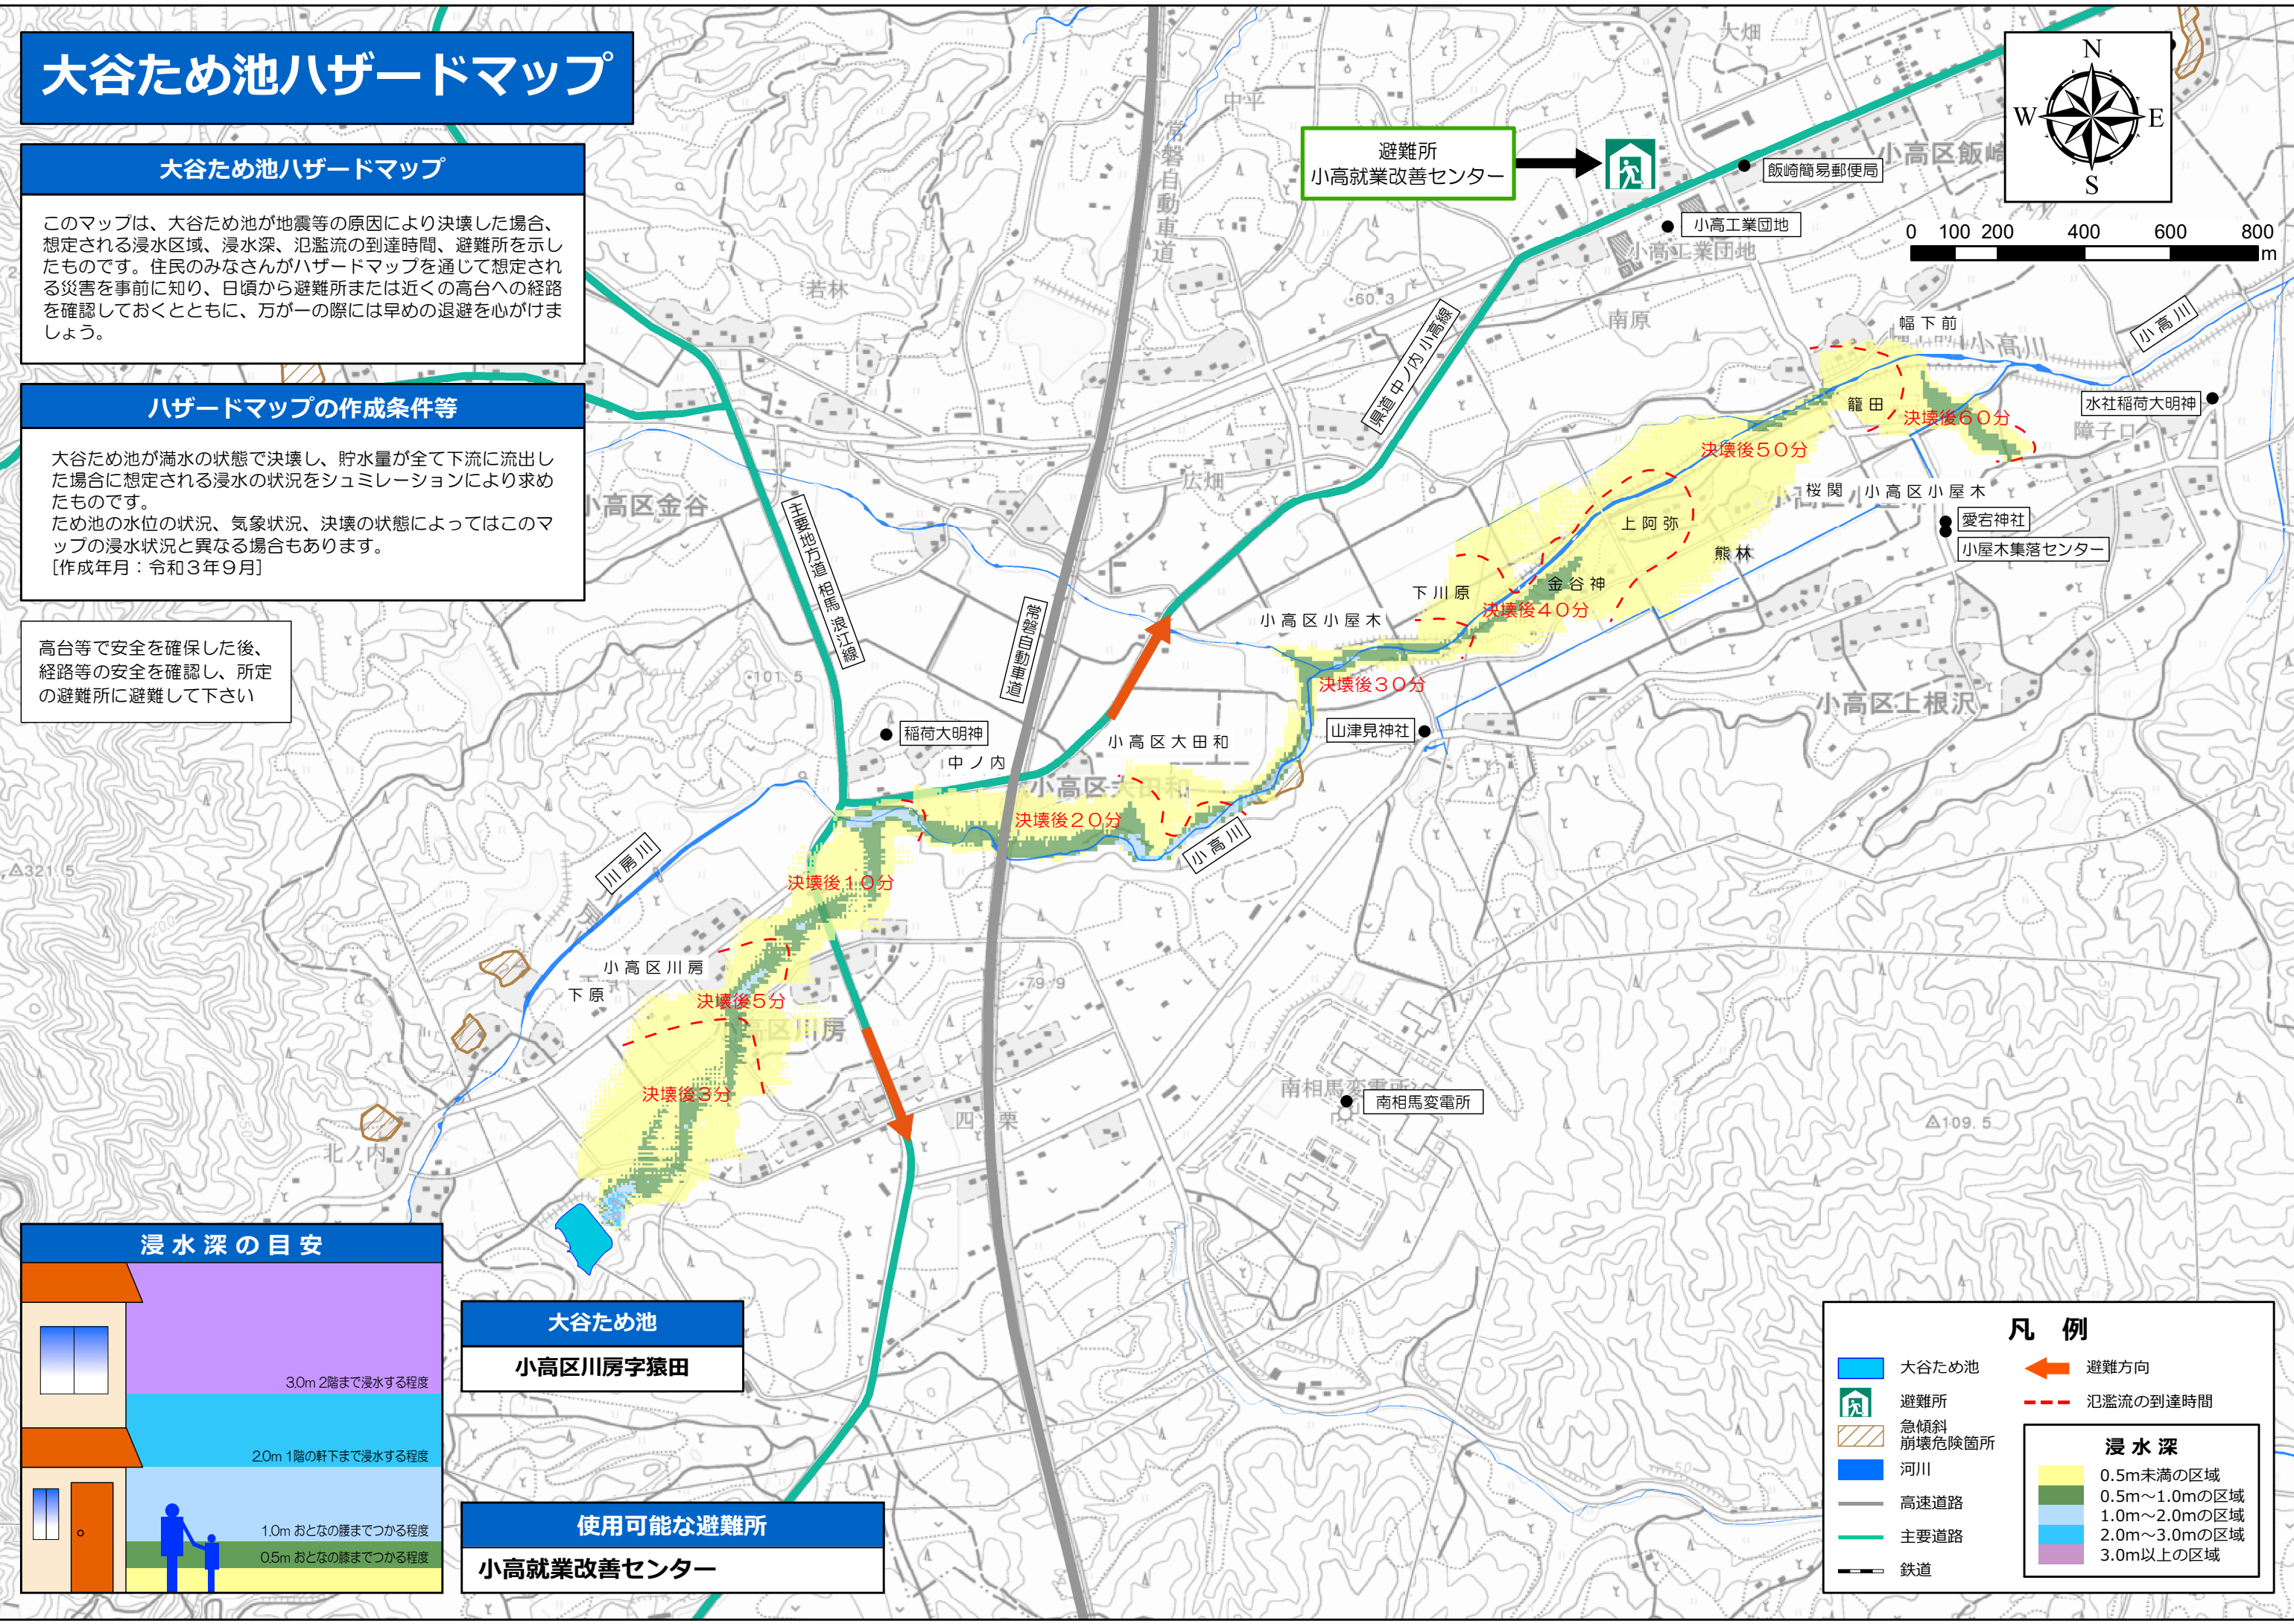 大谷ため池ハザードマップ
大谷ため池ハザードマップ
このマップは、大谷ため池が地震等の原因により決壊した場合、
想定される浸水区域、浸水深、氾濫流の到達時間、避難所を示し
たものです。住民のみなさんがハザードマップを通じて想定され
る災害を事前に知り、日頃から避難所または近くの高台への経路
を確認しておくとともに、万が一の際には早めの退避を心がけま
しょう。
ハザードマップの作成条件等
大谷ため池が満水の状態で決壊し、貯水量が全て下流に流出し
た場合に想定される浸水の状況をシュミレーションにより求め
たものです。
ため池の水位の状況、気象状況、決壊の状態によってはこのマ
ップの浸水状況と異なる場合もあります。
[作成年月：令和3年9月]
高台等で安全を確保した後、
経路等の安全を確認し、所定
の避難所に避難して下さい
避難所
小高就業改善センター
N
W
E
S
0 100 200 400 600 800
m
大畑
中平
常磐自動車道
小高区飯崎
飯崎簡易郵便局
小高工業団地
小高工業団地
若林
60.3
南原
県道 中ノ内 小高線
幅下前
小高川
小高川
籠田
水社稲荷大明神
決壊後60分
障子口
決壊後50分
広畑
小高区金谷
桜関
小高区小屋木
上阿弥
愛宕神社
小屋木集落センター
熊林
主要地方道 相馬 浪江線
下川原
金谷神
決壊後40分
小高区小屋木
常磐自動車道
101.5
決壊後30分
小高区上根沢
稲荷大明神
山津見神社
小高区大田和
中ノ内
小高区大田和
決壊後20分
小高川
川房川
321.5
決壊後10分
小高区川房
下原
79.9
決壊後5分
小高区川房
決壊後3分
南相馬変電所
南相馬変電所
四ツ栗
109.5
北ノ内
浸水深の目安
3.0m 2階まで浸水する程度
2.0m 1階の軒下まで浸水する程度
1.0m おとなの腰までつかる程度
0.5m おとなの膝までつかる程度
大谷ため池
小高区川房字猿田
使用可能な避難所
小高就業改善センター
凡 例
大谷ため池
避難方向
避難所
氾濫流の到達時間
急傾斜
崩壊危険箇所
河川
高速道路
主要道路
鉄道
浸水深
0.5m未満の区域
0.5m～1.0mの区域
1.0m～2.0mの区域
2.0m～3.0mの区域
3.0m以上の区域